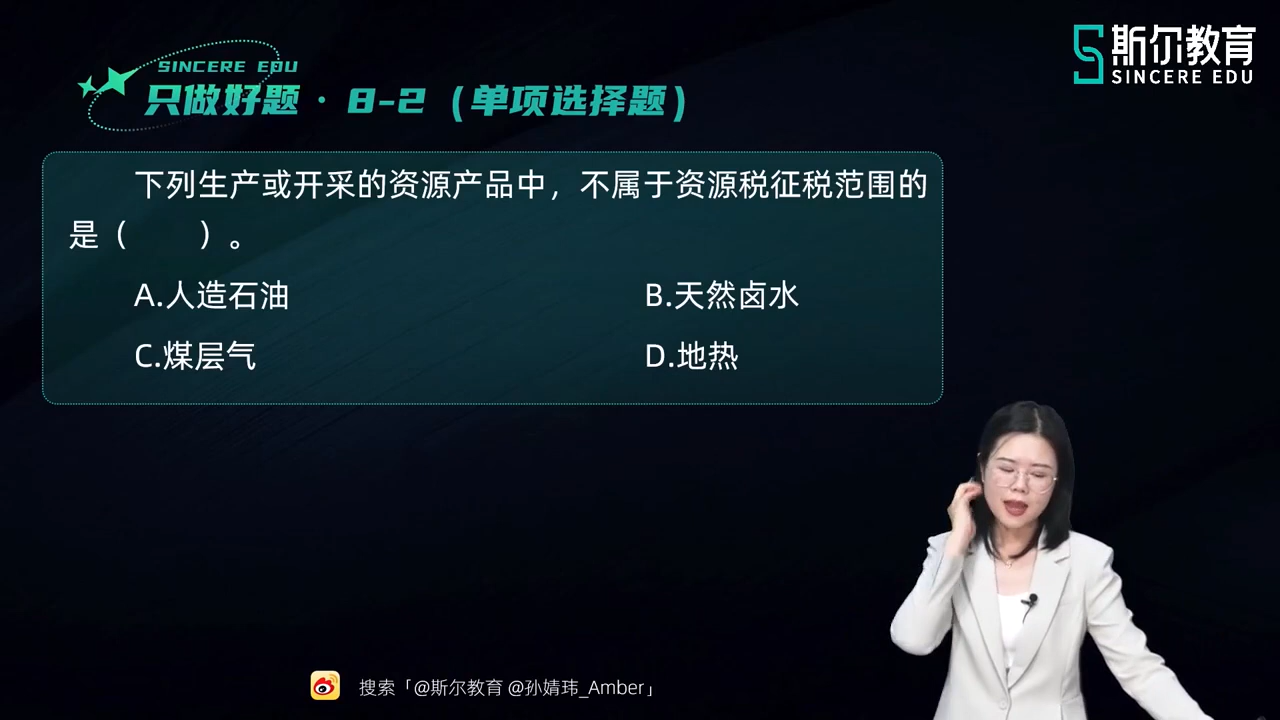 斯尔教育
SINCERE EDU
SINCERE EDU
只做好题·8-2（单项选择题）
下列生产或开采的资源产品中，不属于资源税征税范围的
是（　　）。
A.人造石油
B.天然卤水
C.煤层气
D.地热
搜索「@斯尔教育 @孙婧玮_Amber」